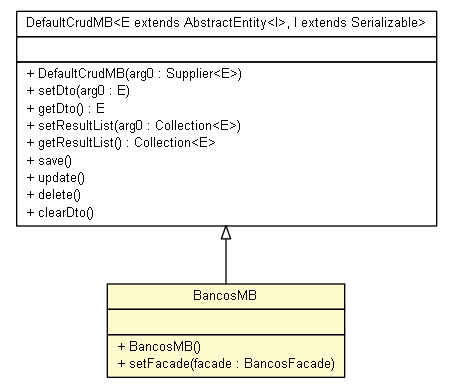 DefaultCrudMB<E extends AbstractEntity<I>, I extends Serializable>
+ DefaultCrudMB(arg0 : Supplier<E>)
+ setDto(arg0 : E)
+ getDto() : E
+ setResultList(arg0 : Collection<E>)
+ getResultList() : Collection<E>
+ save()
+ update()
+ delete()
+ clearDto()
BancosMB
+ BancosMB()
+ setFacade(facade : BancosFacade)